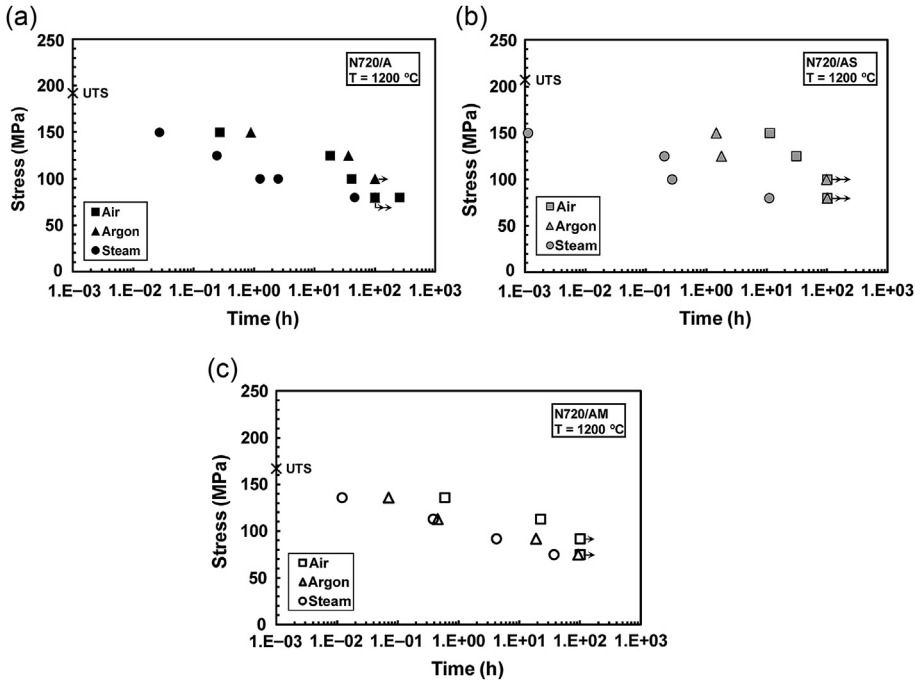 (a)
250
200
150
100
50
0
Stress (MPa)
UTS
N720/A
T = 1200 ºC
Air
Argon
Steam
1.E−03 1.E−02 1.E−01 1.E+00 1.E+01 1.E+02 1.E+03
Time (h)
(b)
250
200
150
100
50
0
Stress (MPa)
UTS
N720/AS
T = 1200 ºC
Air
Argon
Steam
1.E−03 1.E−02 1.E−01 1.E+00 1.E+01 1.E+02 1.E+03
Time (h)
(c)
250
200
150
100
50
0
Stress (MPa)
UTS
N720/AM
T = 1200 ºC
Air
Argon
Steam
1.E−03 1.E−02 1.E−01 1.E+00 1.E+01 1.E+02 1.E+03
Time (h)